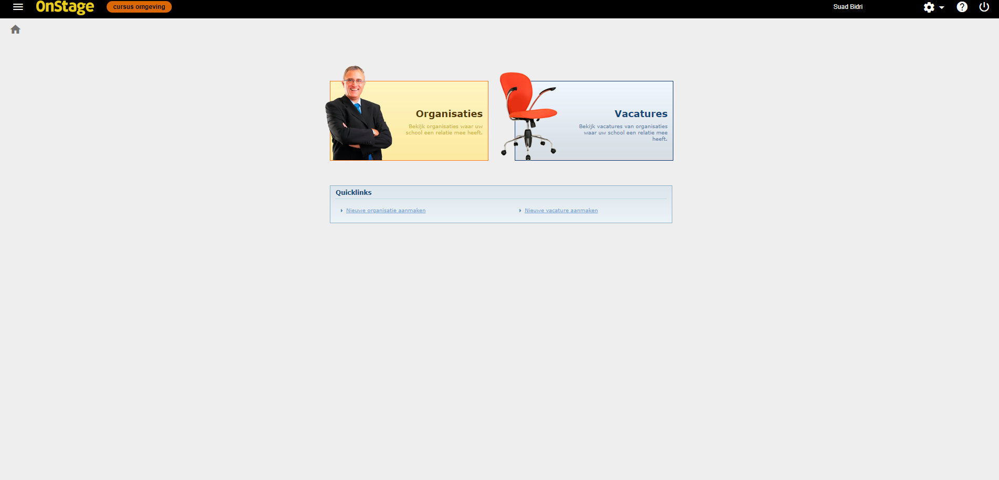 OnStage
cursus omgeving
Suad Bidri
Organisaties
Bekijk organisaties waar uw
school een relatie mee heeft.
Vacatures
Bekijk vacatures van organisaties
waar uw school een relatie mee
heeft.
Quicklinks
Nieuwe organisatie aanmaken
Nieuwe vacature aanmaken